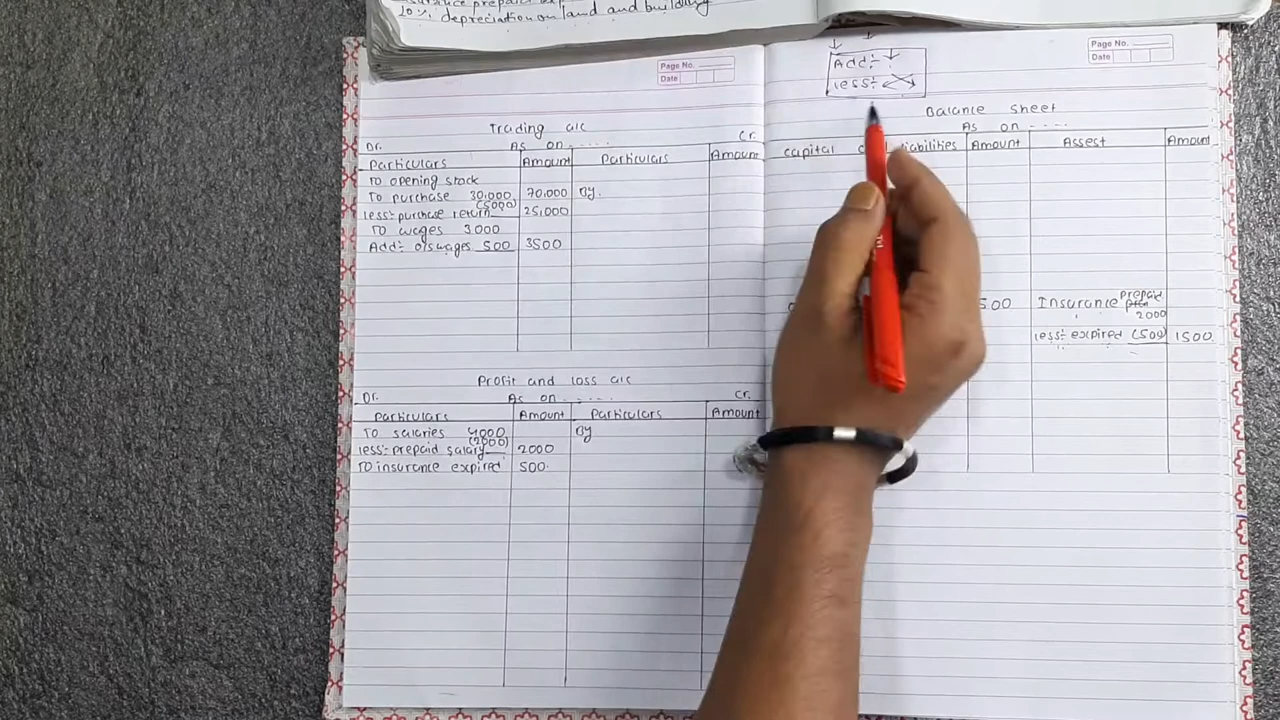 10% depreciation on land and building
Page No.
Date
Trading a/c
Dr. As on ..... Cr.
Particulars Amount Particulars Amount
To opening stock
To purchase 30,000 70,000 By.
less:- purchase return (5000) 25,000
To wages 3000
Add:- o/s wages 500 3500
Profit and loss a/c
Dr. As on ..... Cr.
Particulars Amount Particulars Amount
To salaries 4000 By
less:- prepaid salary (2000) 2000
To insurance expired 500.
Page No.
Date
Add:-
less:-
Balance sheet
As on ....
capital liabilities Amount Assest Amount
500 Insurance prepaid
2000
less:- expired (500) 1500